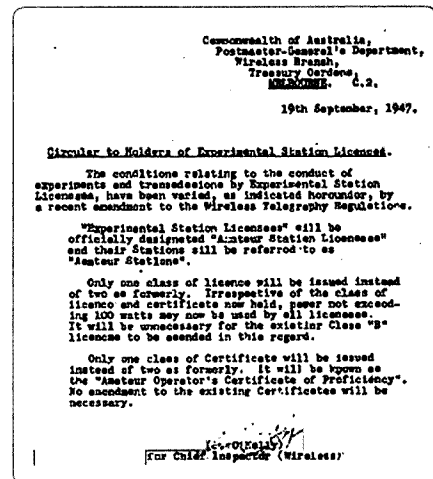 Commonwealth of Australia,
Postmaster-General's Department,
Wireless Branch,
Treasury Gardens,
MELBOURNE. C.2.
19th September, 1947.
Circular to Holders of Experimental Station Licences.
The conditions relating to the conduct of
experiments and transmissions by Experimental Station
Licensees, have been varied, as indicated hereunder, by
a recent amendment to the Wireless Telegraphy Regulations.
"Experimental Station Licensees" will be
officially designated "Amateur Station Licensees"
and their Stations will be referred to as
"Amateur Stations".
Only one class of licence will be issued instead
of two as formerly. Irrespective of the class of
licence and certificate now held, power not exceed-
ing 100 watts may now be used by all licensees.
It will be unnecessary for the existing Class "B"
licences to be amended in this regard.
Only one class of Certificate will be issued
instead of two as formerly. It will be known as
the "Amateur Operator's Certificate of Proficiency".
No amendment to the existing Certificates will be
necessary.
O'Kelly)
for Chief Inspector (Wireless)